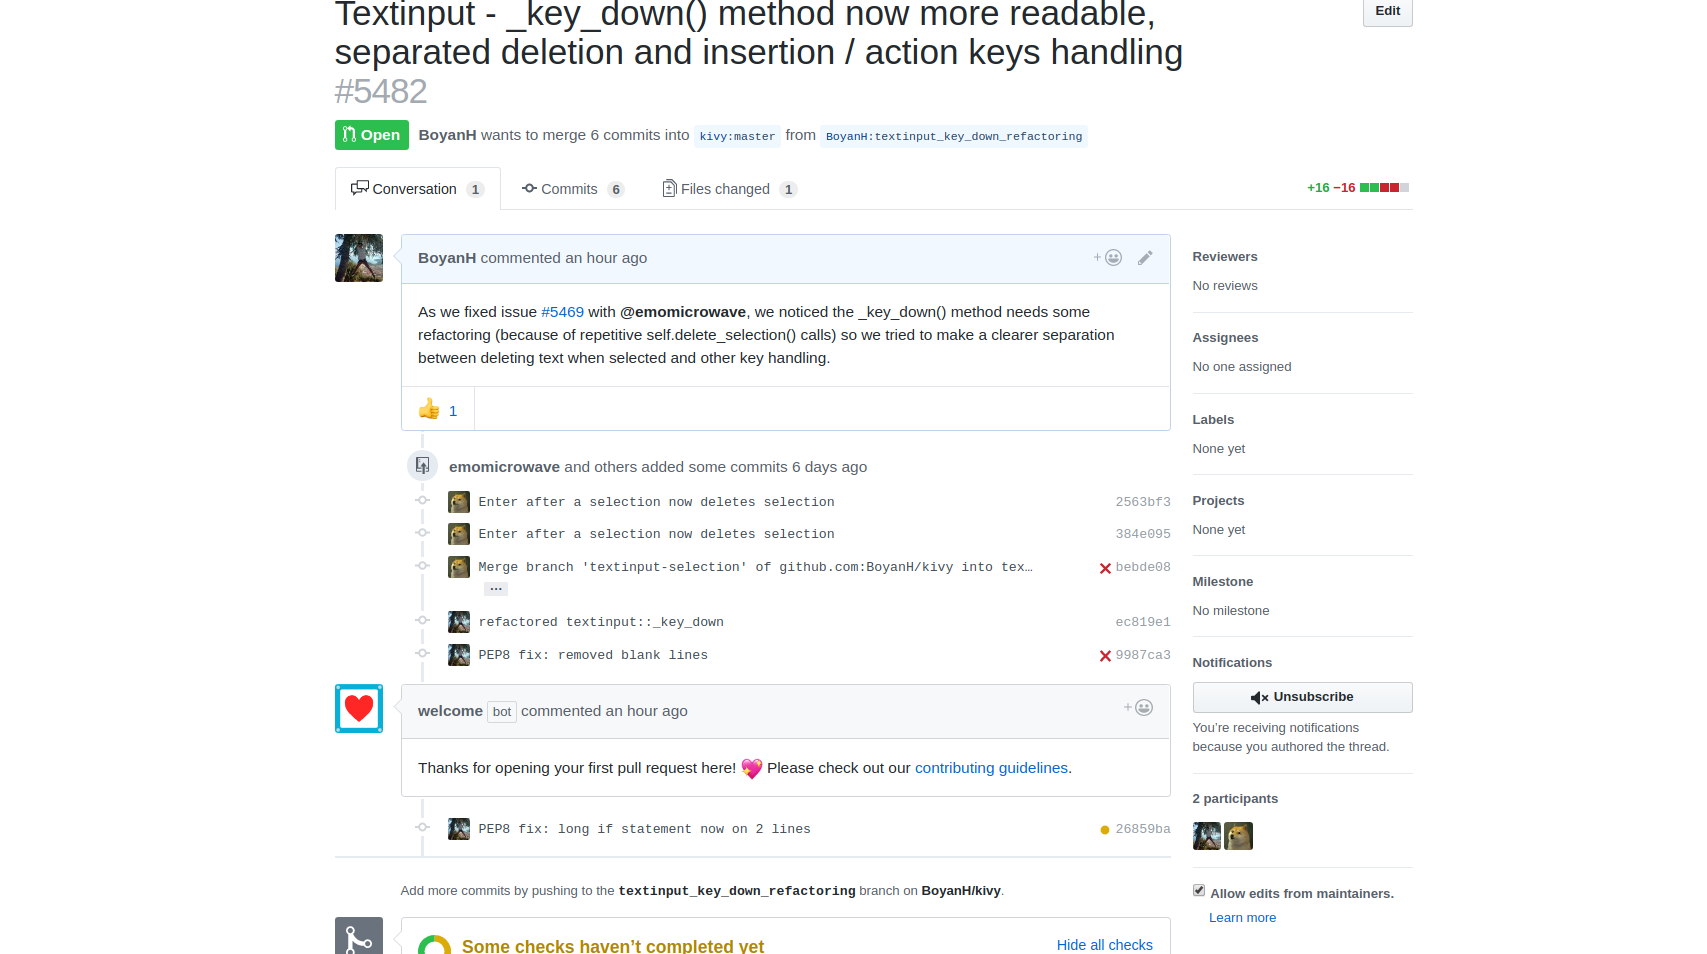 Textinput - _key_down() method now more readable,
separated deletion and insertion / action keys handling
#5482
Edit
Open BoyanH wants to merge 6 commits into kivy:master from BoyanH:textinput_key_down_refactoring
Conversation 1 Commits 6 Files changed 1
+16 −16
BoyanH commented an hour ago
As we fixed issue #5469 with @emomicrowave, we noticed the _key_down() method needs some
refactoring (because of repetitive self.delete_selection() calls) so we tried to make a clearer separation
between deleting text when selected and other key handling.
👍 1
emomicrowave and others added some commits 6 days ago
Enter after a selection now deletes selection 2563bf3
Enter after a selection now deletes selection 384e095
Merge branch 'textinput-selection' of github.com:BoyanH/kivy into tex… bebde08
…
refactored textinput::_key_down ec819e1
PEP8 fix: removed blank lines 9987ca3
welcome bot commented an hour ago
Thanks for opening your first pull request here! 💖 Please check out our contributing guidelines.
PEP8 fix: long if statement now on 2 lines 26859ba
Add more commits by pushing to the textinput_key_down_refactoring branch on BoyanH/kivy.
Some checks haven’t completed yet
Hide all checks
Reviewers
No reviews
Assignees
No one assigned
Labels
None yet
Projects
None yet
Milestone
No milestone
Notifications
Unsubscribe
You’re receiving notifications
because you authored the thread.
2 participants
Allow edits from maintainers.
Learn more